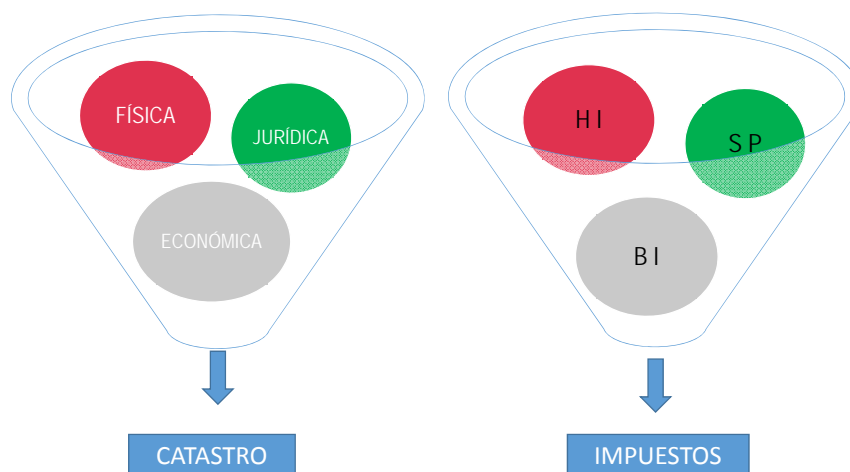 FÍSICA
JURÍDICA
ECONÓMICA
CATASTRO
H I
S P
B I
IMPUESTOS